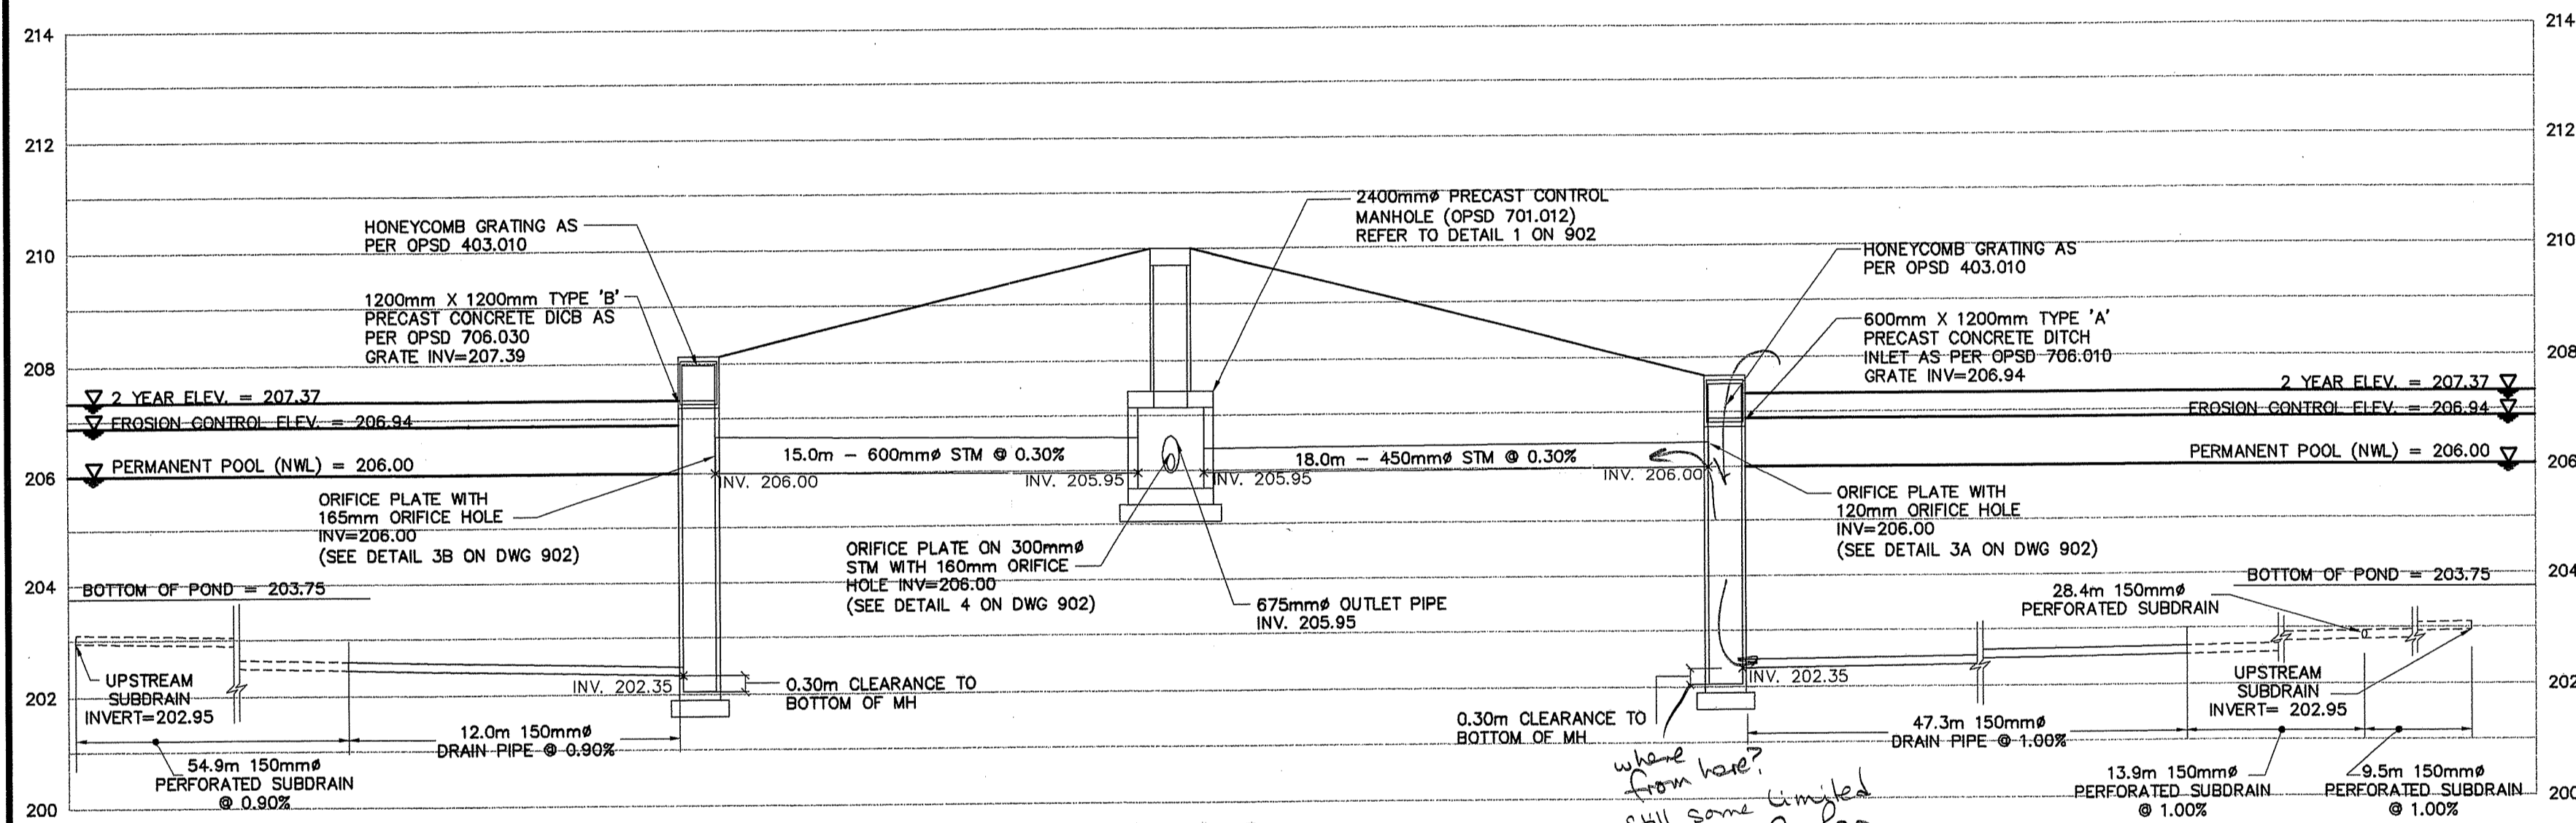 214
212
210
208
206
204
202
200
214
212
210
208
206
204
202
200
HONEYCOMB GRATING AS
PER OPSD 403.010
1200mm X 1200mm TYPE 'B'
PRECAST CONCRETE DICB AS
PER OPSD 706.030
GRATE INV=207.39
2 YEAR ELEV. = 207.37
EROSION CONTROL ELEV. = 206.94
PERMANENT POOL (NWL) = 206.00
ORIFICE PLATE WITH
165mm ORIFICE HOLE
INV=206.00
(SEE DETAIL 3B ON DWG 902)
BOTTOM OF POND = 203.75
UPSTREAM
SUBDRAIN
INVERT=202.95
54.9m 150mmø
PERFORATED SUBDRAIN
@ 0.90%
12.0m 150mmø
DRAIN PIPE @ 0.90%
INV. 202.35
0.30m CLEARANCE TO
BOTTOM OF MH
15.0m - 600mmø STM @ 0.30%
INV. 206.00
INV. 205.95
2400mmø PRECAST CONTROL
MANHOLE (OPSD 701.012)
REFER TO DETAIL 1 ON 902
ORIFICE PLATE ON 300mmø
STM WITH 160mm ORIFICE
HOLE INV=206.00
(SEE DETAIL 4 ON DWG 902)
675mmø OUTLET PIPE
INV. 205.95
18.0m - 450mmø STM @ 0.30%
INV. 205.95
INV. 206.00
HONEYCOMB GRATING AS
PER OPSD 403.010
600mm X 1200mm TYPE 'A'
PRECAST CONCRETE DITCH
INLET AS PER OPSD 706.010
GRATE INV=206.94
2 YEAR ELEV. = 207.37
EROSION CONTROL ELEV. = 206.94
PERMANENT POOL (NWL) = 206.00
ORIFICE PLATE WITH
120mm ORIFICE HOLE
INV=206.00
(SEE DETAIL 3A ON DWG 902)
BOTTOM OF POND = 203.75
28.4m 150mmø
PERFORATED SUBDRAIN
INV. 202.35
0.30m CLEARANCE TO
BOTTOM OF MH
47.3m 150mmø
DRAIN PIPE @ 1.00%
UPSTREAM
SUBDRAIN
INVERT= 202.95
13.9m 150mmø
PERFORATED SUBDRAIN
@ 1.00%
9.5m 150mmø
PERFORATED SUBDRAIN
@ 1.00%
where
from here?
still some limited